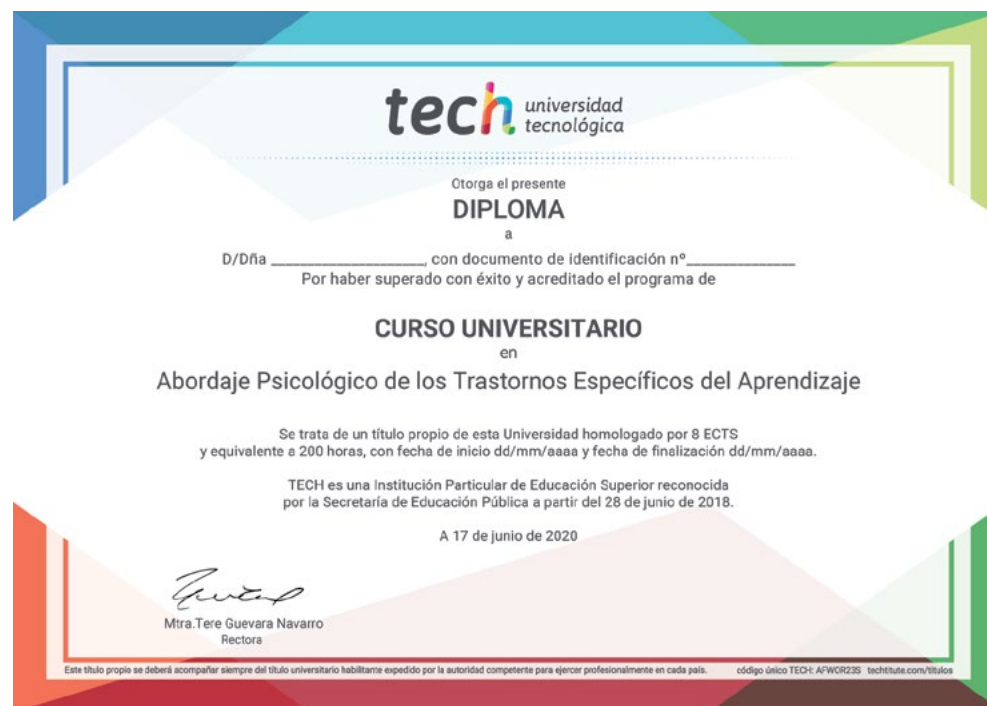 tech universidad
tecnológica
Otorga el presente
DIPLOMA
a
D/Dña ______________________, con documento de identificación nº_______________
Por haber superado con éxito y acreditado el programa de
CURSO UNIVERSITARIO
en
Abordaje Psicológico de los Trastornos Específicos del Aprendizaje
Se trata de un título propio de esta Universidad homologado por 8 ECTS
y equivalente a 200 horas, con fecha de inicio dd/mm/aaaa y fecha de finalización dd/mm/aaaa.
TECH es una Institución Particular de Educación Superior reconocida
por la Secretaría de Educación Pública a partir del 28 de junio de 2018.
A 17 de junio de 2020
Mtra.Tere Guevara Navarro
Rectora
Este título propio se deberá acompañar siempre del título universitario habilitante expedido por la autoridad competente para ejercer profesionalmente en cada país. código único TECH: AFWOR23S techtitute.com/titulos